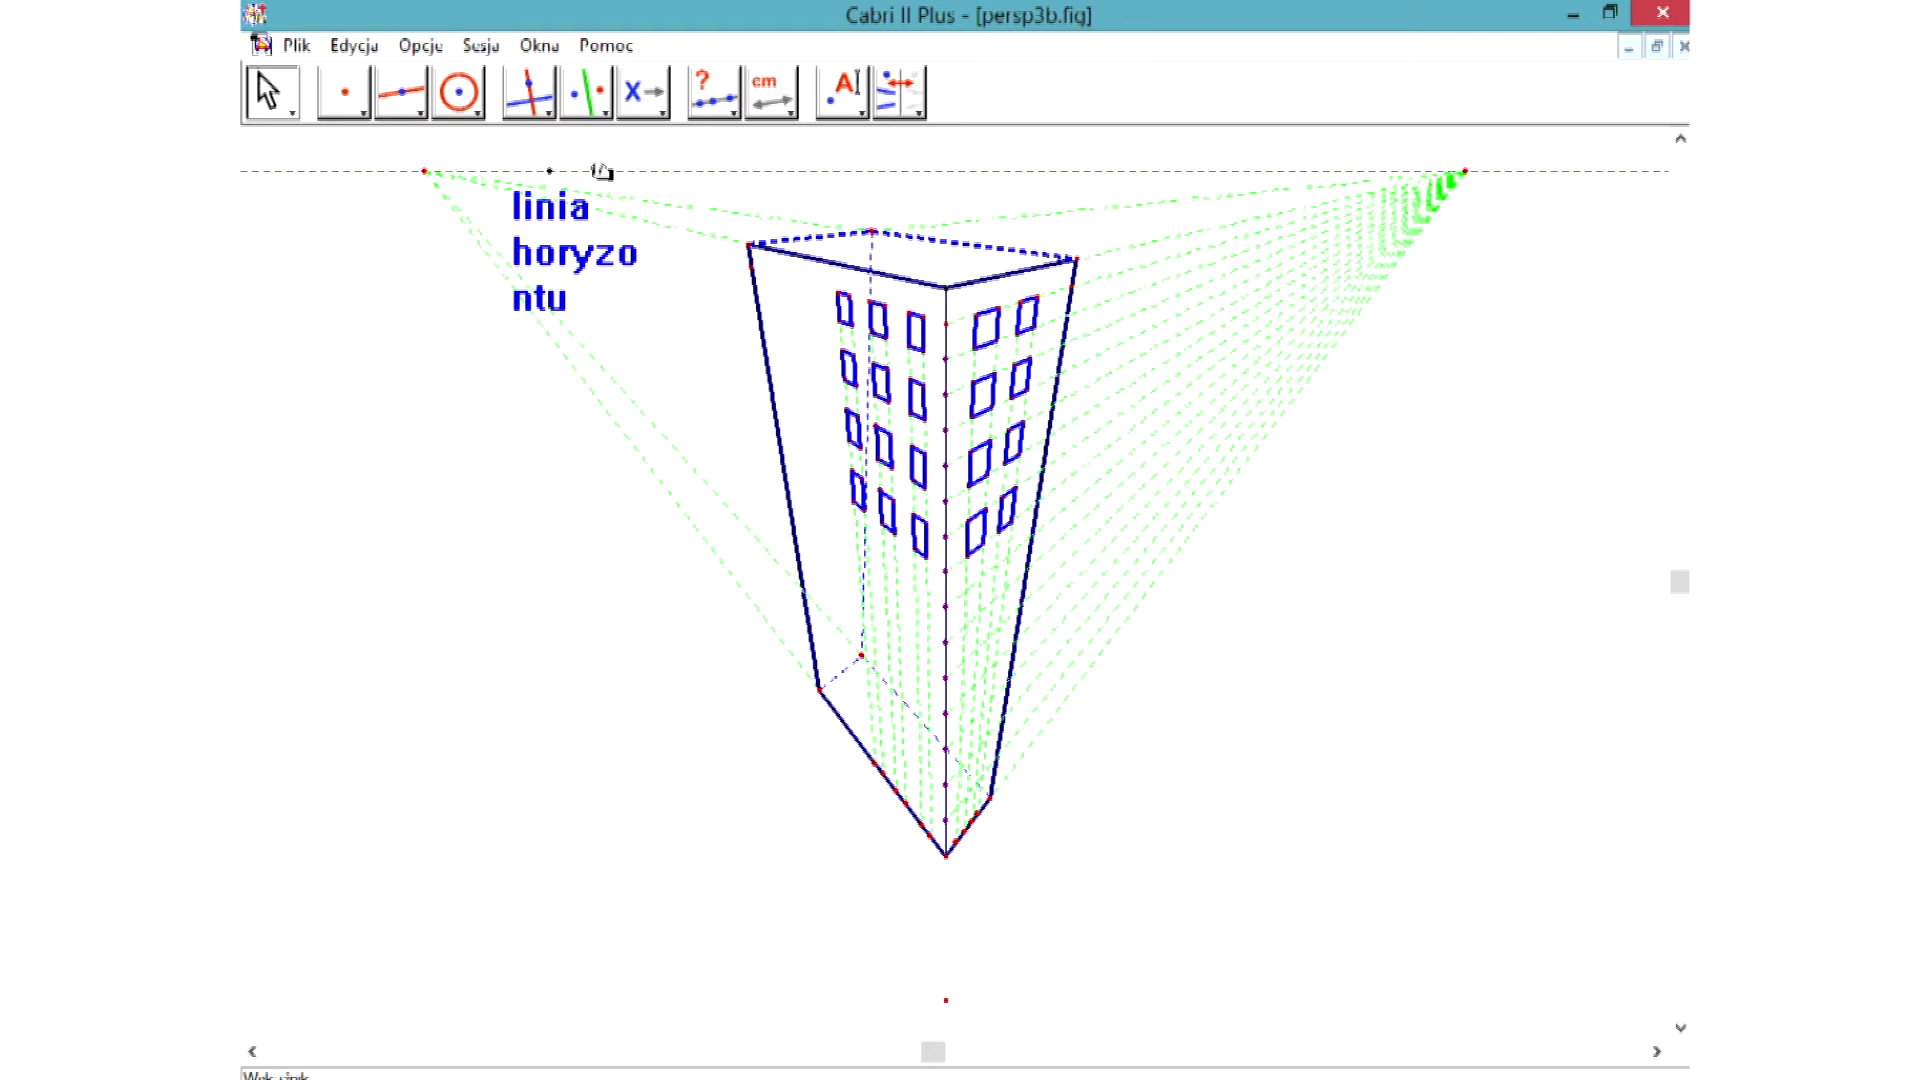 Cabri II Plus - [persp3b.fig]
Plik Edycja Opcje Sesja Okna Pomoc
X ? cm A
linia
horyzo
ntu